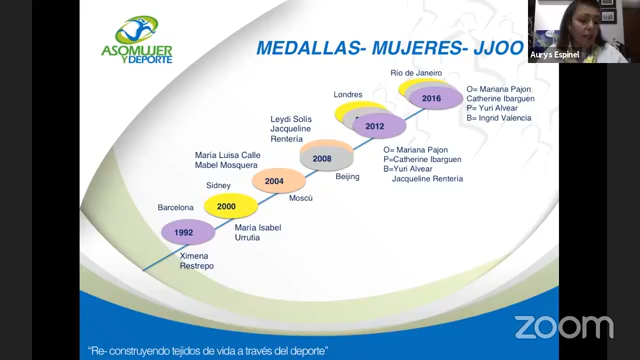 ASOMUJER
Y DEPORTE
MEDALLAS- MUJERES- JJOO
Aurys Espinel
Rio de Janeiro
2016
O= Mariana Pajon
Catherine Ibarguen
P= Yuri Alvear
B= Ingrid Valencia
Londres
2012
O= Mariana Pajon
P=Catherine Ibarguen
B=Yuri Alvear
Jacqueline Rentería
Leydi Solis
Jacqueline
Rentería
2008
Beijing
María Luisa Calle
Mabel Mosquera
2004
Moscú
Sidney
2000
María Isabel
Urrutia
Barcelona
1992
Ximena
Restrepo
"Re- construyendo tejidos de vida a través del deporte"
zoom